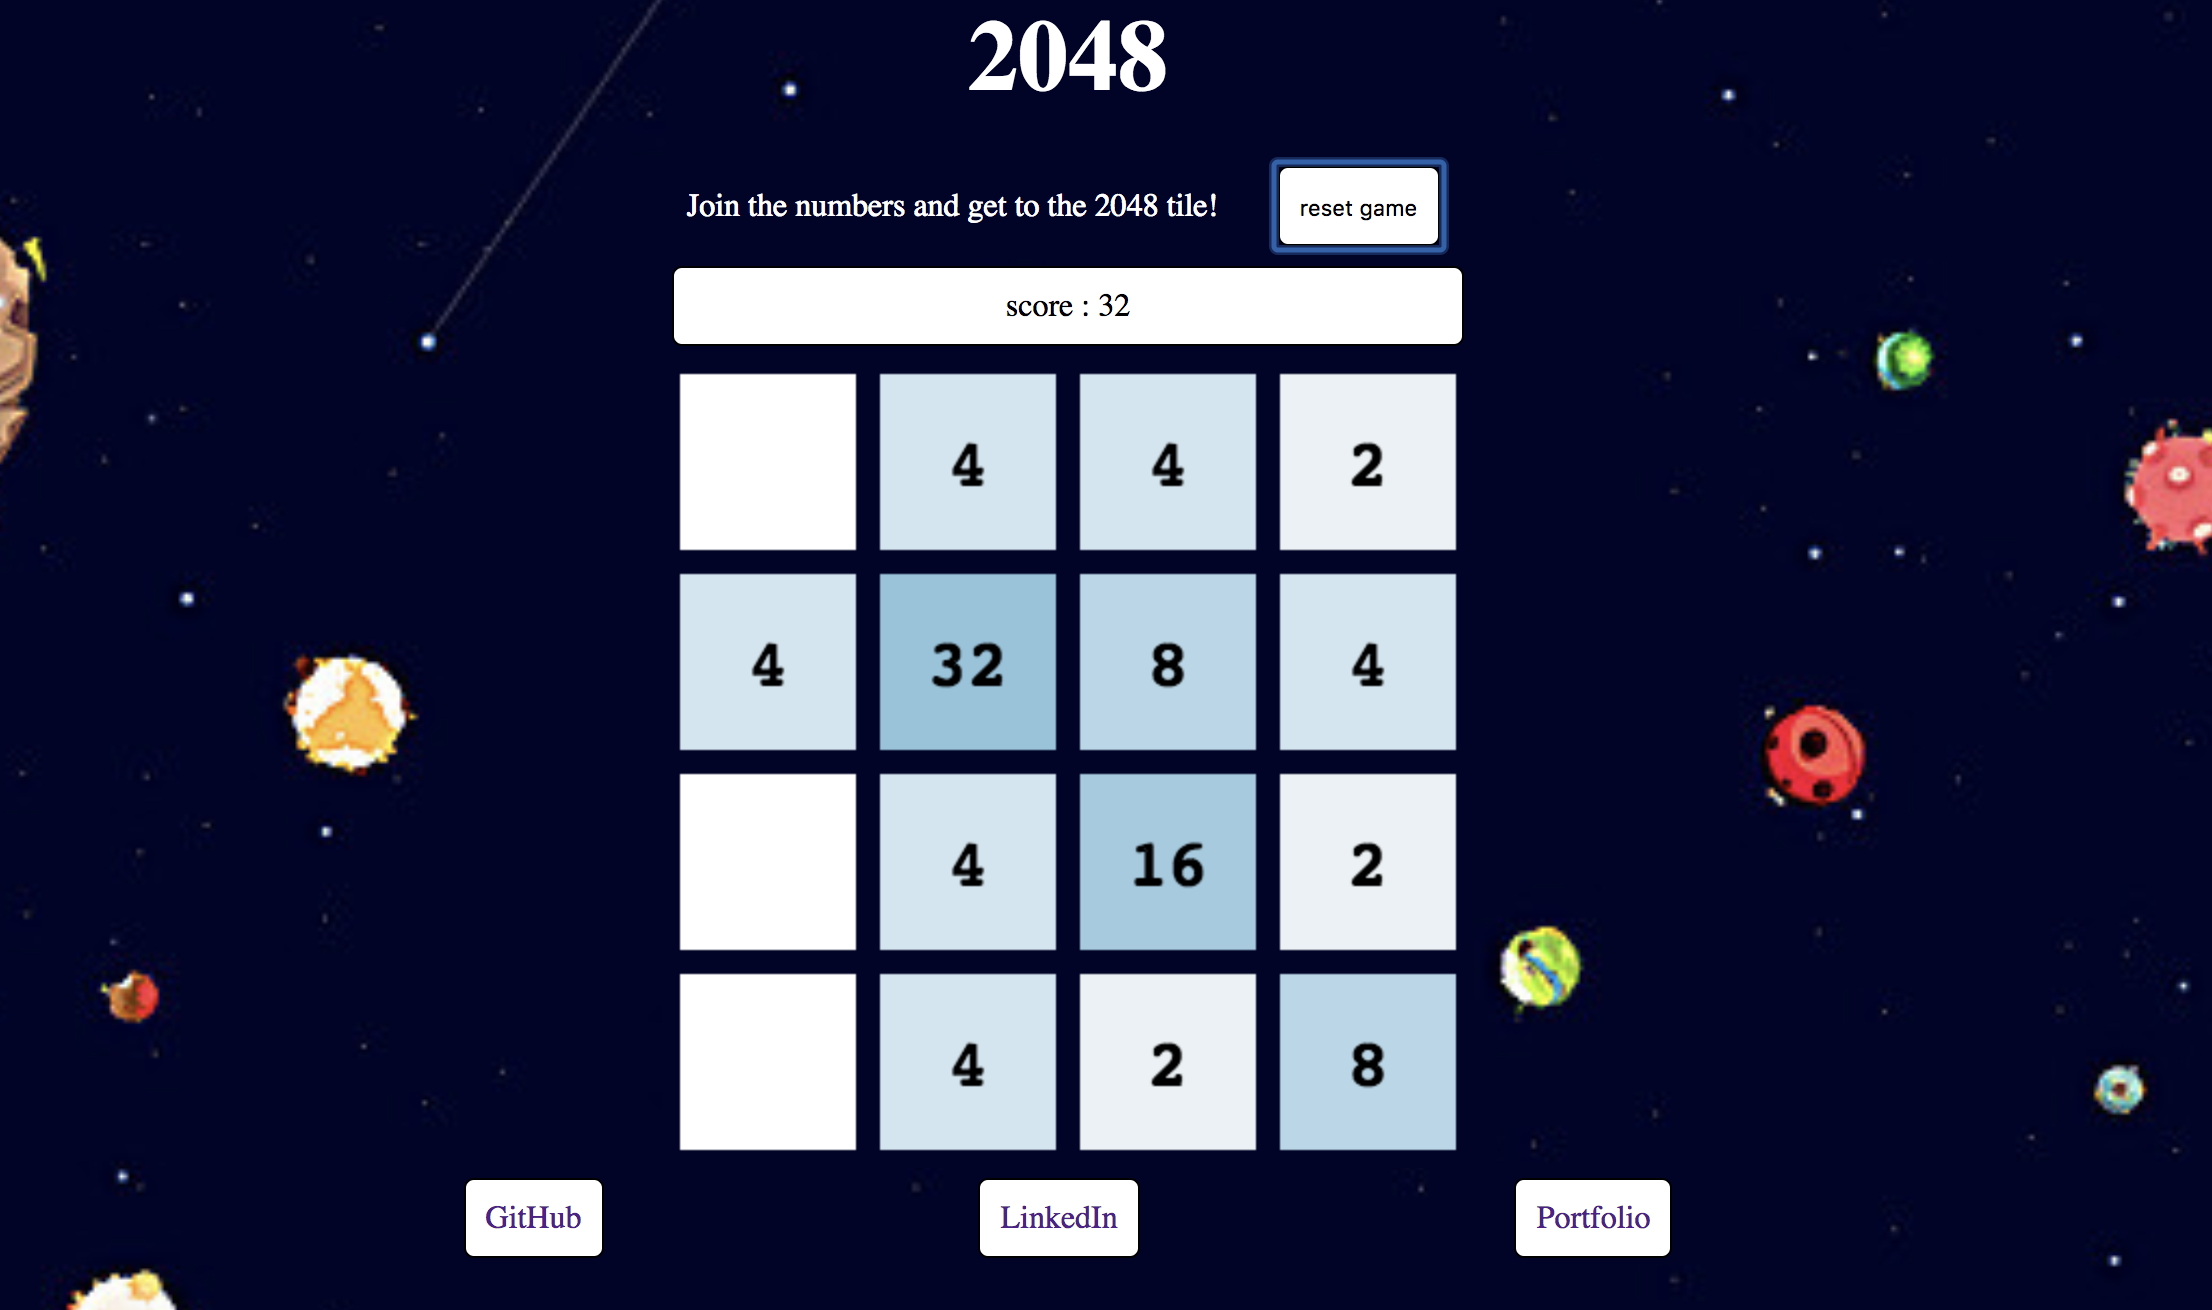 2048
Join the numbers and get to the 2048 tile!
reset game
score : 32
4 4 2
4 32 8 4
4 16 2
4 2 8
GitHub LinkedIn Portfolio